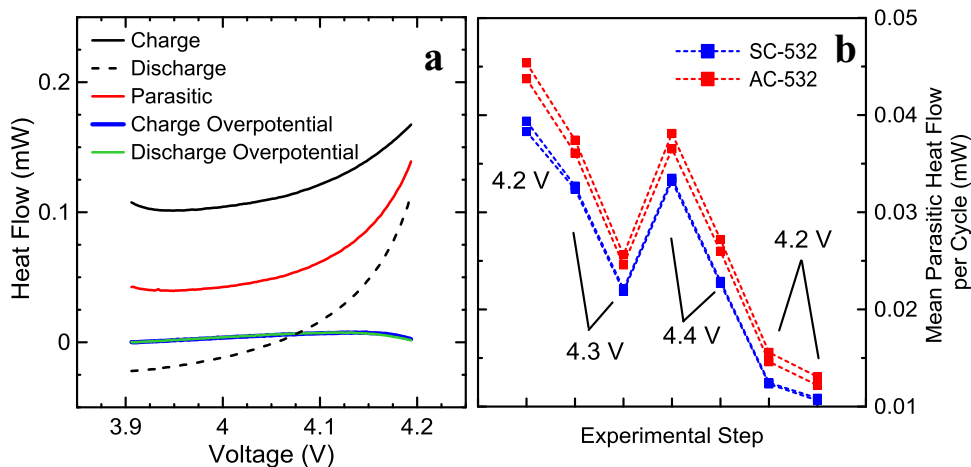 a
Charge
Discharge
Parasitic
Charge Overpotential
Discharge Overpotential
0.2
0.1
0
Heat Flow (mW)
3.9
4
4.1
4.2
Voltage (V)
b
SC-532
AC-532
4.2 V
4.3 V
4.4 V
4.2 V
0.05
0.04
0.03
0.02
0.01
Mean Parasitic Heat Flow
per Cycle (mW)
Experimental Step